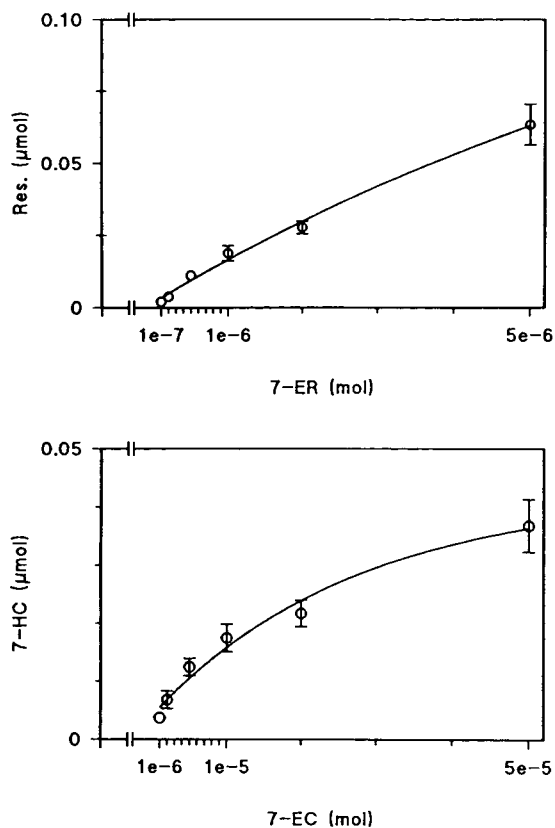 0.10
0.05
0
Res. (μmol)
1e-7 1e-6 5e-6
7-ER (mol)
0.05
0
7-HC (μmol)
1e-6 1e-5 5e-5
7-EC (mol)